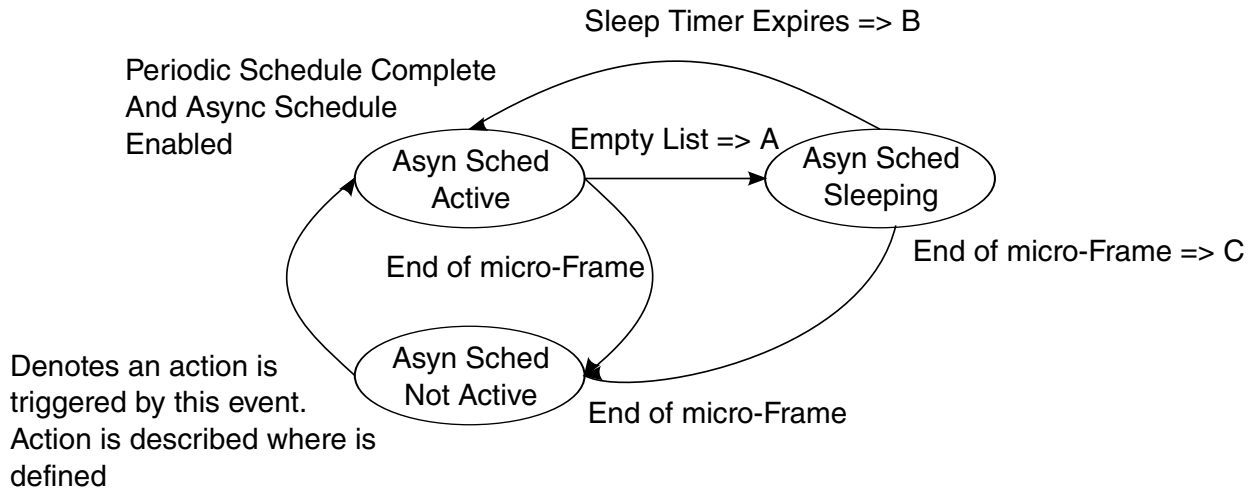 Sleep Timer Expires => B
Periodic Schedule Complete
And Async Schedule
Enabled
Empty List => A
Asyn Sched
Active
Asyn Sched
Sleeping
End of micro-Frame => C
End of micro-Frame
Asyn Sched
Not Active
End of micro-Frame
Denotes an action is
triggered by this event.
Action is described where is
defined